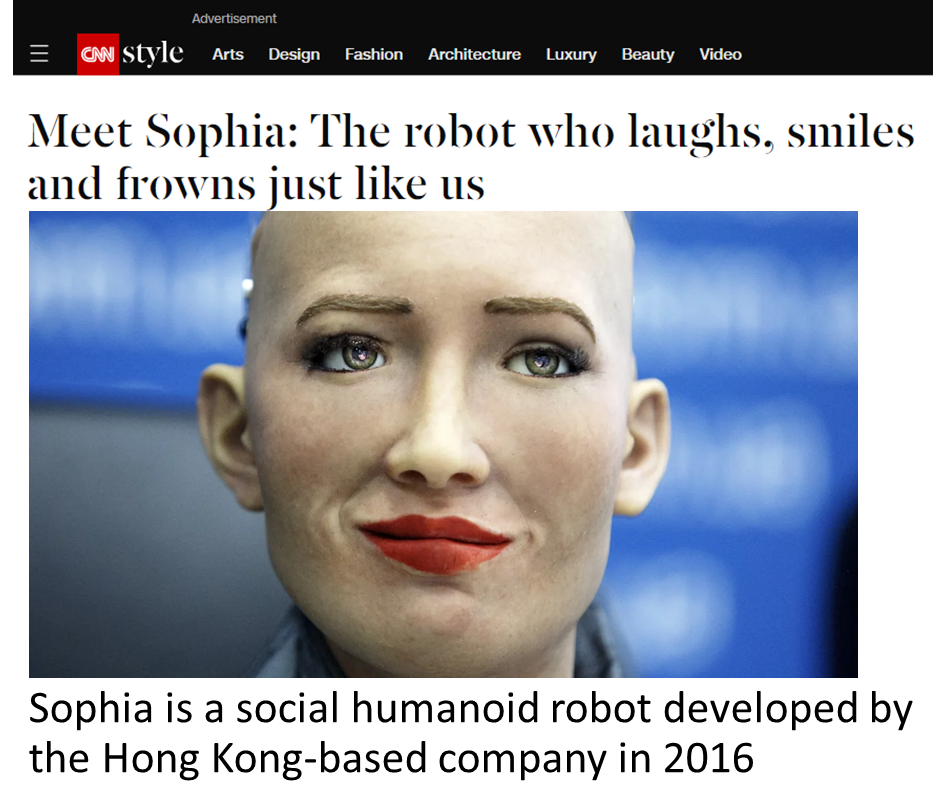 Advertisement
CNN style Arts Design Fashion Architecture Luxury Beauty Video
Meet Sophia: The robot who laughs, smiles
and frowns just like us
Sophia is a social humanoid robot developed by
the Hong Kong-based company in 2016